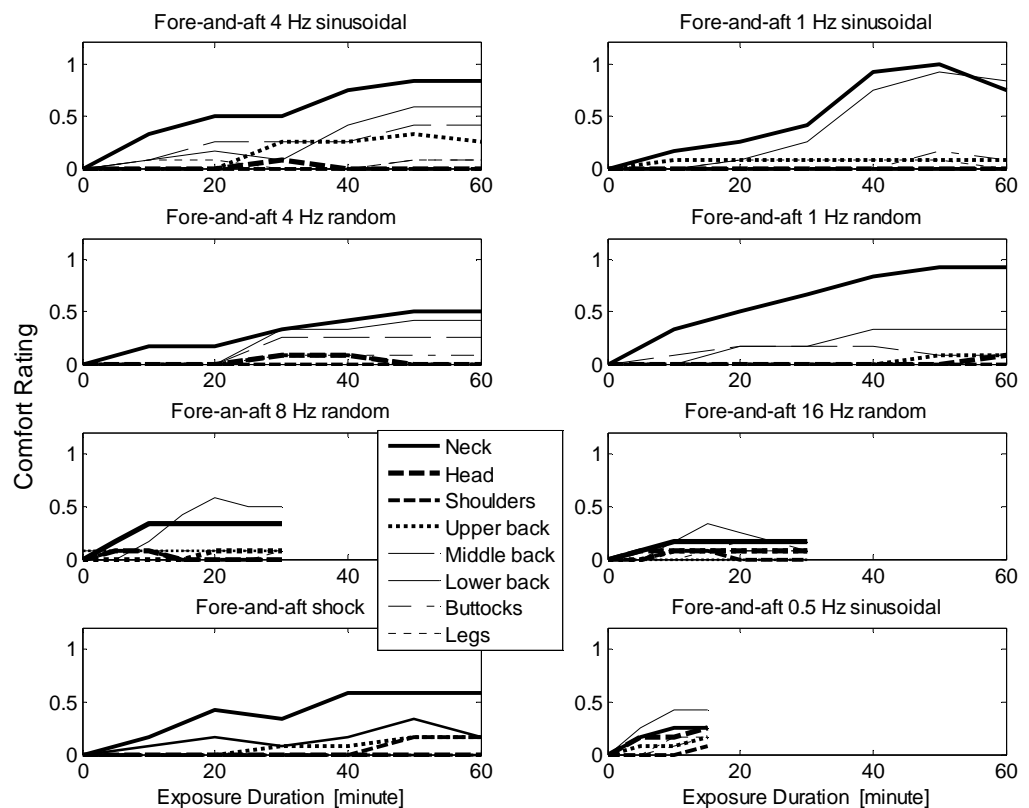 Fore-and-aft 4 Hz sinusoidal
1
0.5
0
0 20 40 60
Fore-and-aft 1 Hz sinusoidal
1
0.5
0
0 20 40 60
Fore-and-aft 4 Hz random
1
0.5
0
0 20 40 60
Fore-and-aft 1 Hz random
1
0.5
0
0 20 40 60
Comfort Rating
Fore-an-aft 8 Hz random
1
0.5
0
0 20 40
Fore-and-aft 16 Hz random
1
0.5
0
0 20 40 60
Neck
Head
Shoulders
Upper back
Middle back
Lower back
Buttocks
Legs
Fore-and-aft shock
1
0.5
0
0 20 40 60
Exposure Duration [minute]
Fore-and-aft 0.5 Hz sinusoidal
1
0.5
0
0 20 40 60
Exposure Duration [minute]